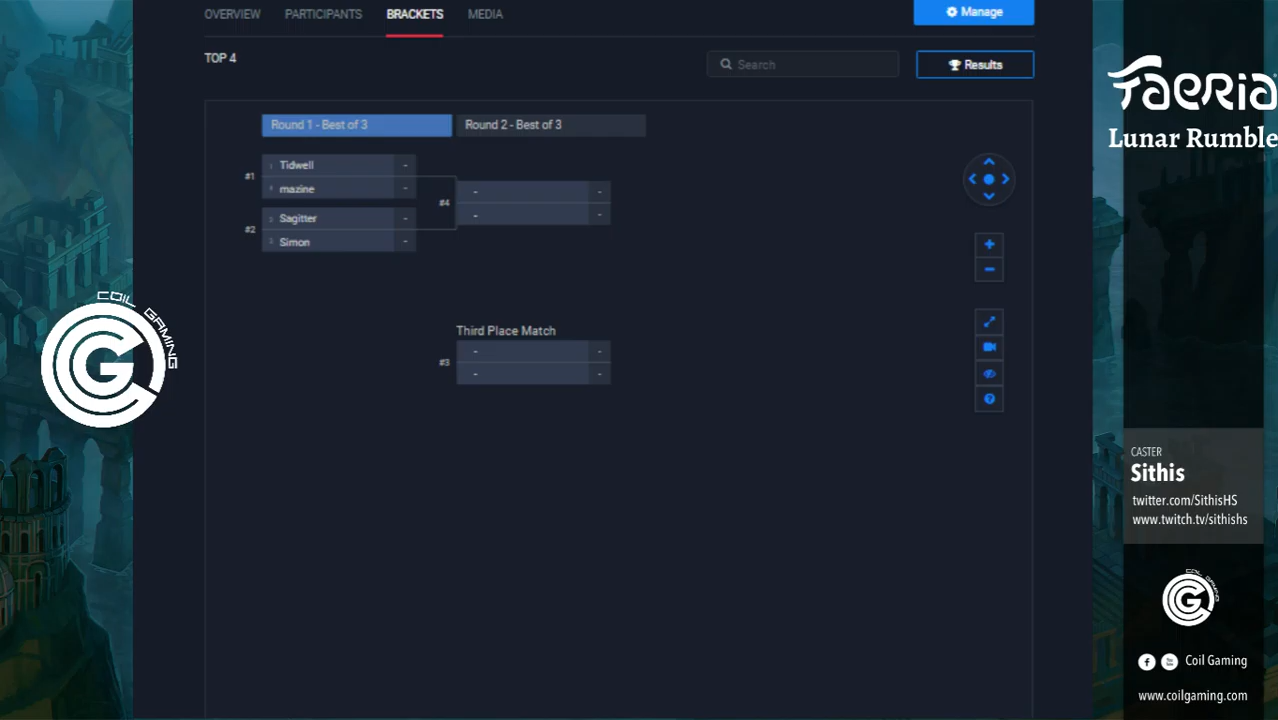 OVERVIEW PARTICIPANTS BRACKETS MEDIA
Manage
TOP 4
Search
Results
Round 1 - Best of 3
Round 2 - Best of 3
#1
Tidwell -
mazine -
#2
Sagitter -
Simon -
#4
- -
- -
Third Place Match
#3
- -
- -
COIL GAMING
Faeria
Lunar Rumble
CASTER
Sithis
twitter.com/SithisHS
www.twitch.tv/sithishs
COIL GAMING
Coil Gaming
www.coilgaming.com